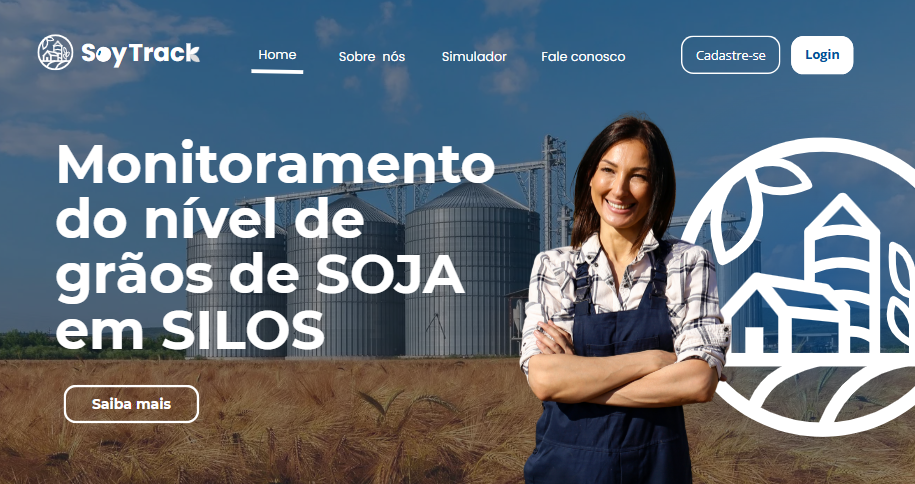 SoyTrack
Home
Sobre nós
Simulador
Fale conosco
Cadastre-se
Login
Monitoramento
do nível de
grãos de SOJA
em SILOS
Saiba mais